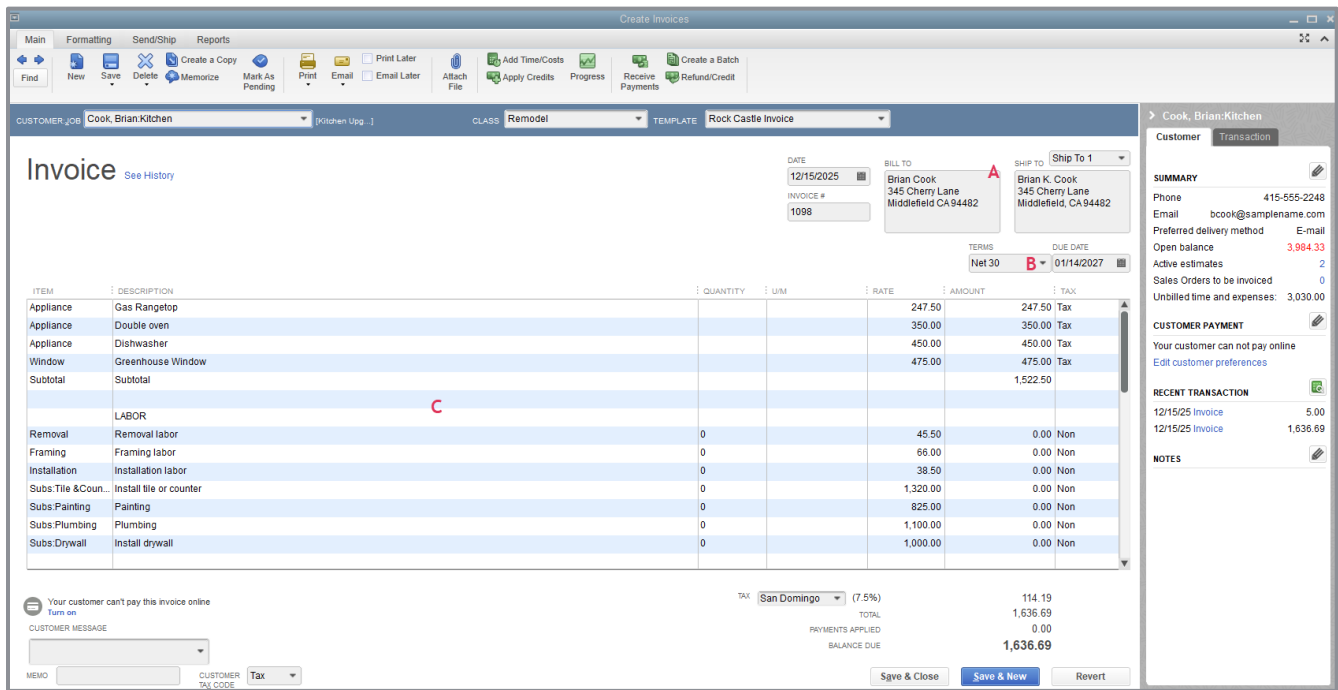 Create Invoices
Main Formatting Send/Ship Reports
Find
New
Save
Delete
Create a Copy
Memorize
Mark As
Pending
Print
Email
Print Later
Email Later
Attach
File
Add Time/Costs
Apply Credits
Progress
Receive
Payments
Create a Batch
Refund/Credit
CUSTOMER:JOB Cook, Brian:Kitchen [Kitchen Upg...] CLASS Remodel TEMPLATE Rock Castle Invoice
Invoice See History
DATE
12/15/2025
INVOICE #
1098
BILL TO A
Brian Cook
345 Cherry Lane
Middlefield CA 94482
SHIP TO Ship To 1
Brian K. Cook
345 Cherry Lane
Middlefield, CA 94482
TERMS DUE DATE
Net 30 B 01/14/2027
ITEM DESCRIPTION QUANTITY U/M RATE AMOUNT TAX
Appliance Gas Rangetop 247.50 247.50 Tax
Appliance Double oven 350.00 350.00 Tax
Appliance Dishwasher 450.00 450.00 Tax
Window Greenhouse Window 475.00 475.00 Tax
Subtotal Subtotal 1,522.50
C
LABOR
Removal Removal labor 0 45.50 0.00 Non
Framing Framing labor 0 66.00 0.00 Non
Installation Installation labor 0 38.50 0.00 Non
Subs:Tile &Coun... Install tile or counter 0 1,320.00 0.00 Non
Subs:Painting Painting 0 825.00 0.00 Non
Subs:Plumbing Plumbing 0 1,100.00 0.00 Non
Subs:Drywall Install drywall 0 1,000.00 0.00 Non
Your customer can't pay this invoice online
Turn on
CUSTOMER MESSAGE
MEMO
CUSTOMER
TAX CODE
Tax
TAX San Domingo (7.5%) 114.19
TOTAL 1,636.69
PAYMENTS APPLIED 0.00
BALANCE DUE 1,636.69
Save & Close Save & New Revert
Cook, Brian:Kitchen
Customer Transaction
SUMMARY
Phone 415-555-2248
Email bcook@samplename.com
Preferred delivery method E-mail
Open balance 3,984.33
Active estimates 2
Sales Orders to be invoiced 0
Unbilled time and expenses: 3,030.00
CUSTOMER PAYMENT
Your customer can not pay online
Edit customer preferences
RECENT TRANSACTION
12/15/25 Invoice 5.00
12/15/25 Invoice 1,636.69
NOTES